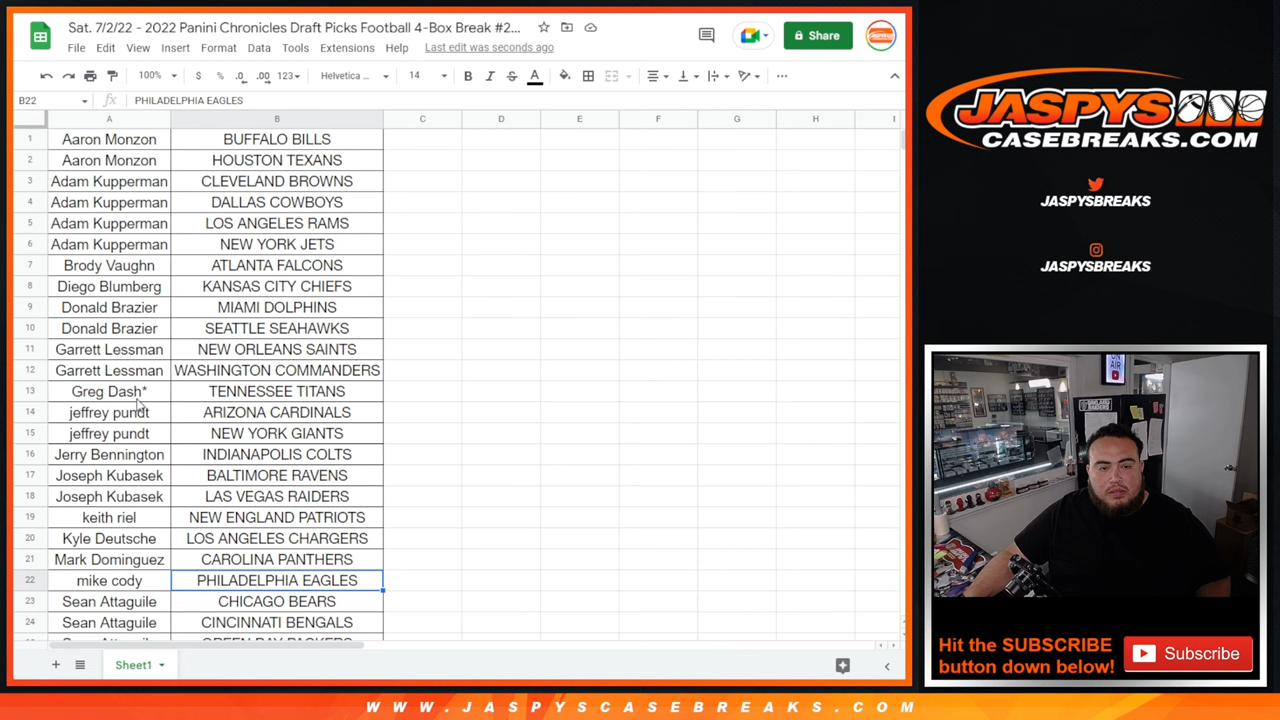 Sat. 7/2/22 - 2022 Panini Chronicles Draft Picks Football 4-Box Break #2...
File Edit View Insert Format Data Tools Extensions Help Last edit was seconds ago
Share
100% $ % .0 .00 123 Helvetica ... 14 B I S A
B22 fx PHILADELPHIA EAGLES
A B C D E F G H I
1 Aaron Monzon BUFFALO BILLS
2 Aaron Monzon HOUSTON TEXANS
3 Adam Kupperman CLEVELAND BROWNS
4 Adam Kupperman DALLAS COWBOYS
5 Adam Kupperman LOS ANGELES RAMS
6 Adam Kupperman NEW YORK JETS
7 Brody Vaughn ATLANTA FALCONS
8 Diego Blumberg KANSAS CITY CHIEFS
9 Donald Brazier MIAMI DOLPHINS
10 Donald Brazier SEATTLE SEAHAWKS
11 Garrett Lessman NEW ORLEANS SAINTS
12 Garrett Lessman WASHINGTON COMMANDERS
13 Greg Dash* TENNESSEE TITANS
14 jeffrey pundt ARIZONA CARDINALS
15 jeffrey pundt NEW YORK GIANTS
16 Jerry Bennington INDIANAPOLIS COLTS
17 Joseph Kubasek BALTIMORE RAVENS
18 Joseph Kubasek LAS VEGAS RAIDERS
19 keith riel NEW ENGLAND PATRIOTS
20 Kyle Deutsche LOS ANGELES CHARGERS
21 Mark Dominguez CAROLINA PANTHERS
22 mike cody PHILADELPHIA EAGLES
23 Sean Attaguile CHICAGO BEARS
24 Sean Attaguile CINCINNATI BENGALS
Sean Attaguile GREEN BAY PACKERS
Sheet1
JASPYS
CASEBREAKS.COM
JASPYSBREAKS
JASPYSBREAKS
ON
AIR
Hit the SUBSCRIBE
button down below!
Subscribe
WWW.JASPYSCASEBREAKS.COM